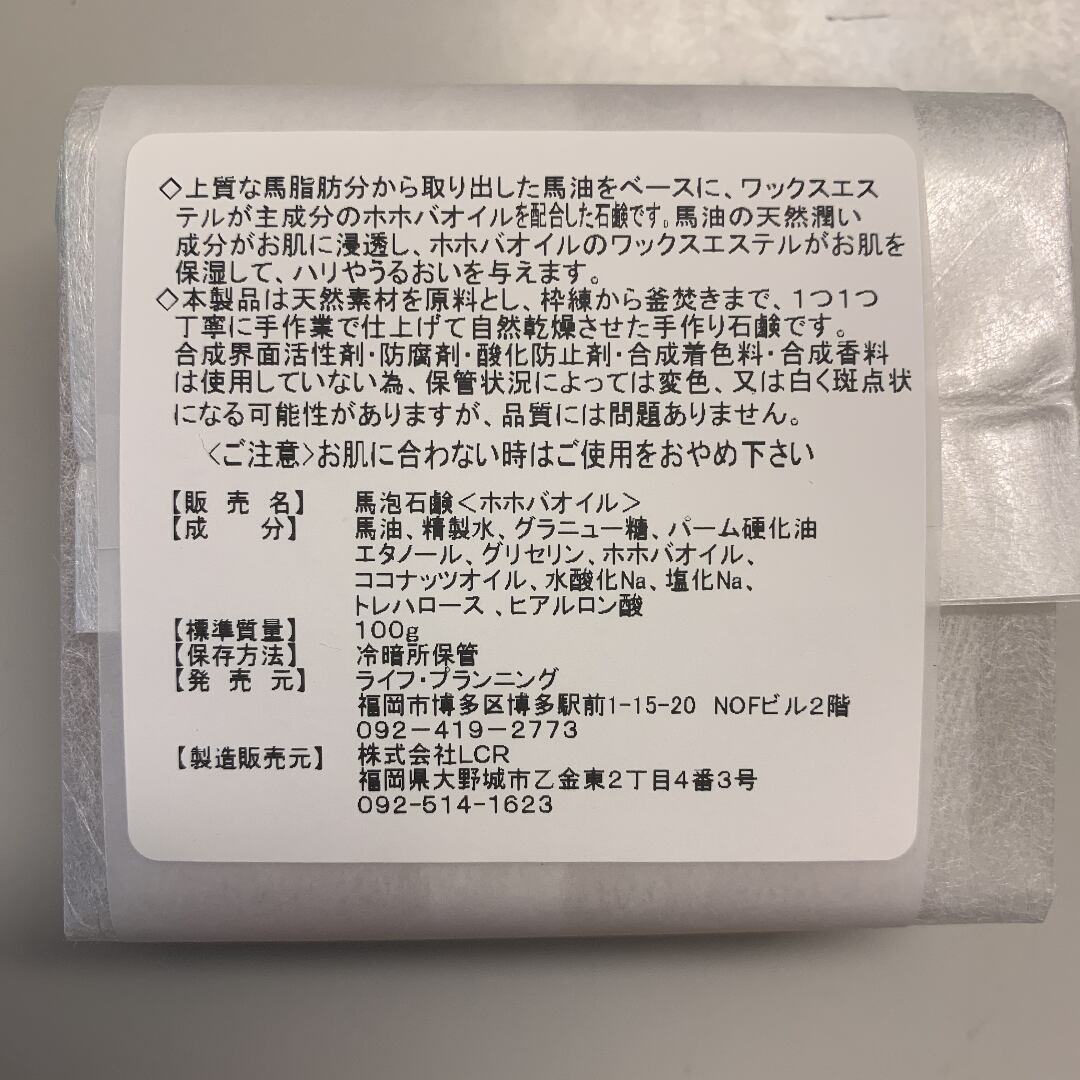 ◇上質な馬脂肪分から取り出した馬油をベースに、ワックスエス
テルが主成分のホホバオイルを配合した石鹸です。馬油の天然潤い
成分がお肌に浸透し、ホホバオイルのワックスエステルがお肌を
保湿して、ハリやうるおいを与えます。
◇本製品は天然素材を原料とし、枠練から釜焚きまで、1つ1つ
丁寧に手作業で仕上げて自然乾燥させた手作り石鹸です。
合成界面活性剤・防腐剤・酸化防止剤・合成着色料・合成香料
は使用していない為、保管状況によっては変色、又は白く斑点状
になる可能性がありますが、品質には問題ありません。
<ご注意>お肌に合わない時はご使用をおやめ下さい
【販 売 名】 馬泡石鹸<ホホバオイル>
【成 分】 馬油、精製水、グラニュー糖、パーム硬化油
エタノール、グリセリン、ホホバオイル、
ココナッツオイル、水酸化Na、塩化Na、
トレハロース 、ヒアルロン酸
【標準質量】 100g
【保存方法】 冷暗所保管
【発 売 元】 ライフ・プランニング
福岡市博多区博多駅前1-15-20 NOFビル2階
092-419-2773
【製造販売元】 株式会社LCR
福岡県大野城市乙金東2丁目4番3号
092-514-1623